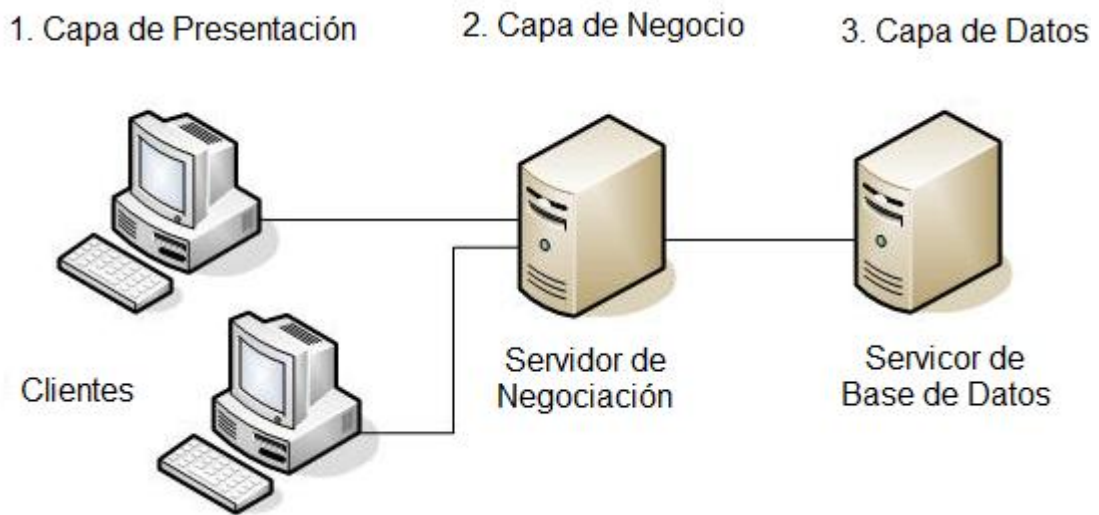 1. Capa de Presentación
2. Capa de Negocio
3. Capa de Datos
Clientes
Servidor de
Negociación
Servicor de
Base de Datos